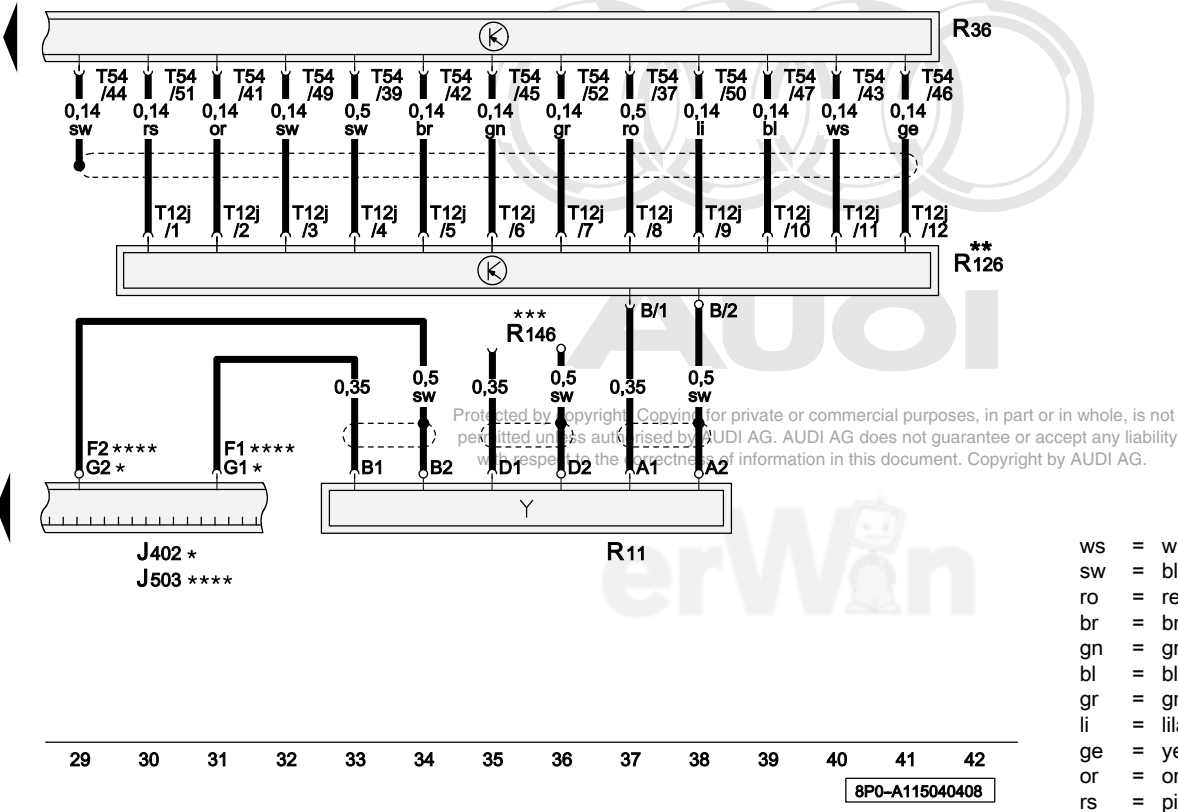 R36
T54 T54 T54 T54 T54 T54 T54 T54 T54 T54 T54 T54 T54
/44 /51 /41 /49 /39 /42 /45 /52 /37 /50 /47 /43 /46
0,14 0,14 0,14 0,14 0,5 0,14 0,14 0,14 0,5 0,14 0,14 0,14 0,14
sw rs or sw sw br gn gr ro li bl ws ge
T12j T12j T12j T12j T12j T12j T12j T12j T12j T12j T12j T12j
/1 /2 /3 /4 /5 /6 /7 /8 /9 /10 /11 /12
**
R126
B/1 B/2
***
R146
AUDI
0,35 0,5 0,35 0,5 0,35 0,5
sw sw sw
Protected by copyright. Copying for private or commercial purposes, in part or in whole, is not
permitted unless authorised by AUDI AG. AUDI AG does not guarantee or accept any liability
with respect to the correctness of information in this document. Copyright by AUDI AG.
F2 **** F1 ****
G2 * G1 * B1 B2 D1 D2 A1 A2
J402 *
J503 ****
R11
erWin
ws = w
sw = bl
ro = re
br = br
gn = gr
bl = bl
gr = gr
li = lila
ge = ye
or = or
rs = pi
29 30 31 32 33 34 35 36 37 38 39 40 41 42
8P0-A115040408